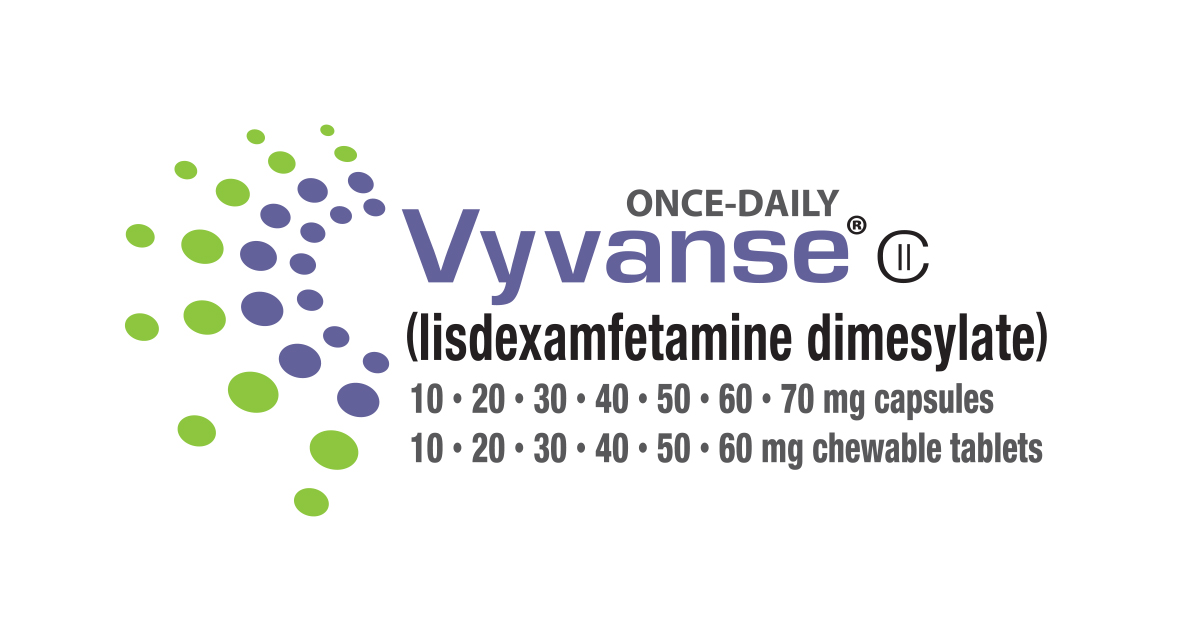 ONCE-DAILY
Vyvanse® CII
(lisdexamfetamine dimesylate)
10 • 20 • 30 • 40 • 50 • 60 • 70 mg capsules
10 • 20 • 30 • 40 • 50 • 60 mg chewable tablets